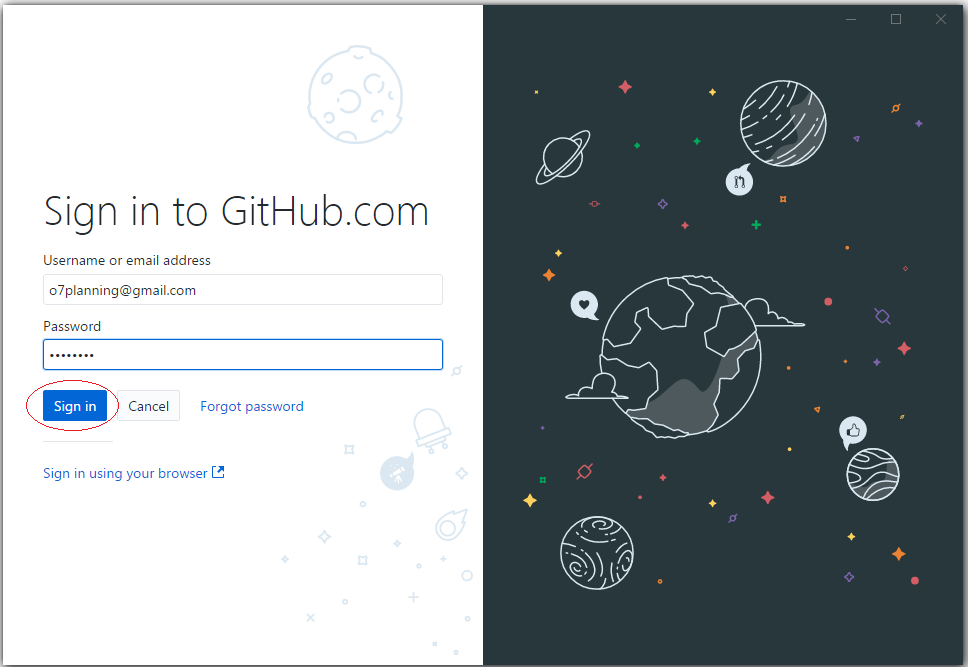 Sign in to GitHub.com
Username or email address
o7planning@gmail.com
Password
••••••••
Sign in Cancel Forgot password
Sign in using your browser